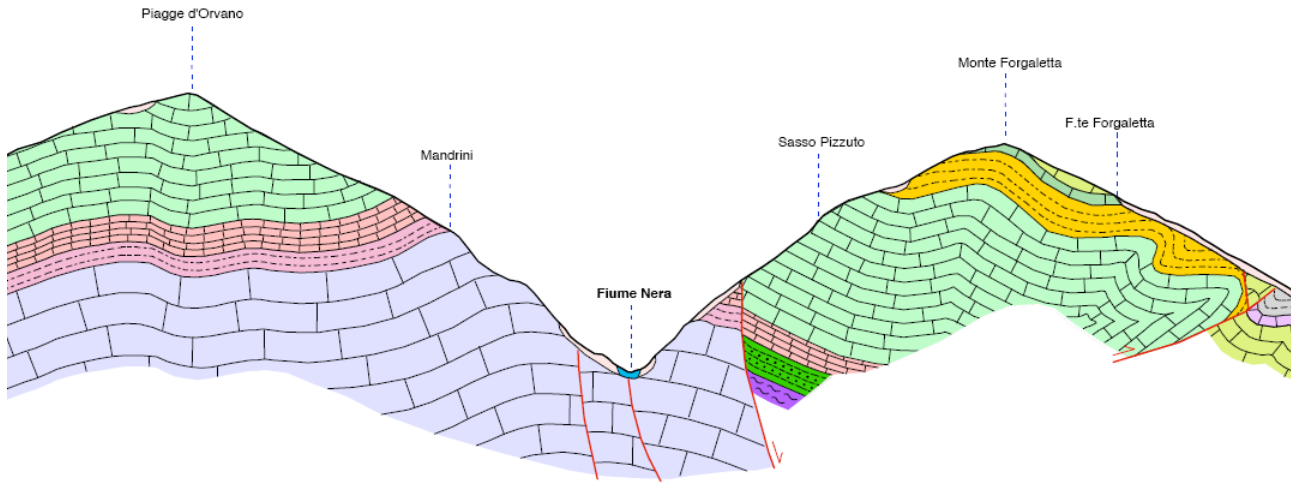 Piagge d'Orvano
Mandrini
Fiume Nera
Sasso Pizzuto
Monte Forgaletta
F.te Forgaletta